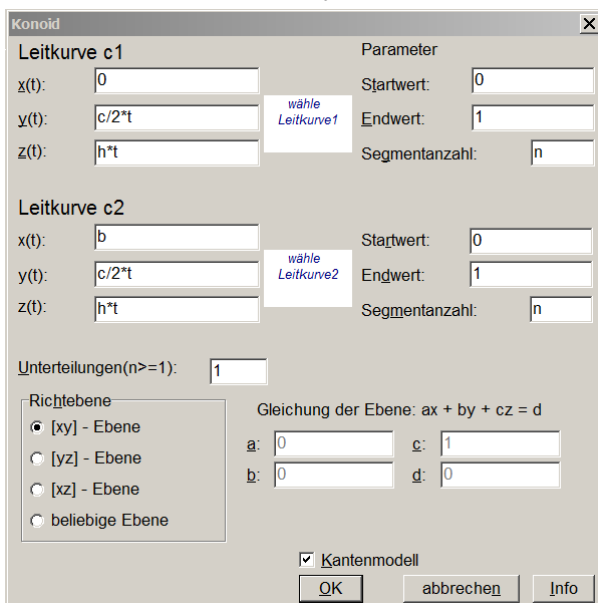 Konoid
Leitkurve c1
Parameter
x(t): 0
Startwert: 0
y(t): c/2*t
wähle
Leitkurve1
Endwert: 1
z(t): h*t
Segmentanzahl: n
Leitkurve c2
x(t): b
Startwert: 0
y(t): c/2*t
wähle
Leitkurve2
Endwert: 1
z(t): h*t
Segmentanzahl: n
Unterteilungen(n>=1): 1
Richtebene
Gleichung der Ebene: ax + by + cz = d
[xy] - Ebene
a: 0
c: 1
[yz] - Ebene
b: 0
d: 0
[xz] - Ebene
beliebige Ebene
Kantenmodell
OK
abbrechen
Info